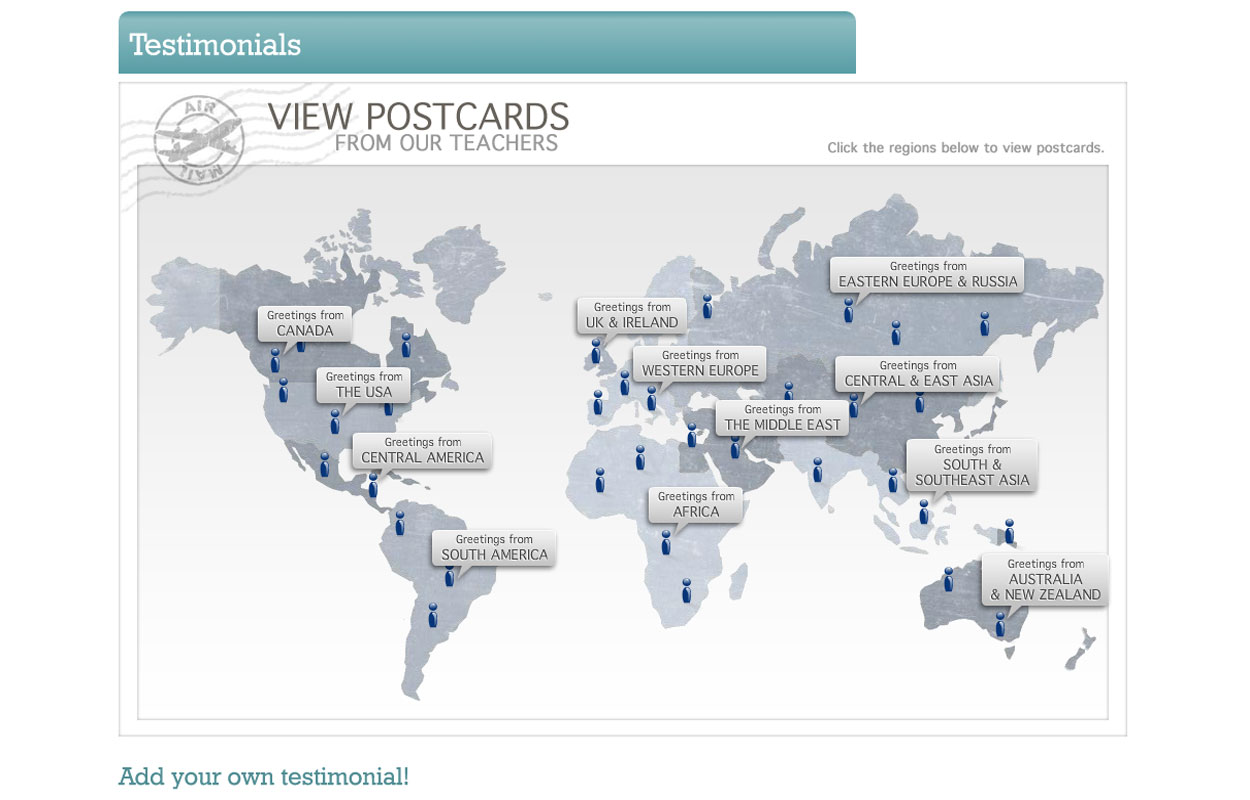 Testimonials
AIR
MAIL
VIEW POSTCARDS
FROM OUR TEACHERS
Click the regions below to view postcards.
Greetings from
EASTERN EUROPE & RUSSIA
Greetings from
CANADA
Greetings from
UK & IRELAND
Greetings from
WESTERN EUROPE
Greetings from
CENTRAL & EAST ASIA
Greetings from
THE USA
Greetings from
THE MIDDLE EAST
Greetings from
CENTRAL AMERICA
Greetings from
SOUTH &
SOUTHEAST ASIA
Greetings from
AFRICA
Greetings from
SOUTH AMERICA
Greetings from
AUSTRALIA
& NEW ZEALAND
Add your own testimonial!